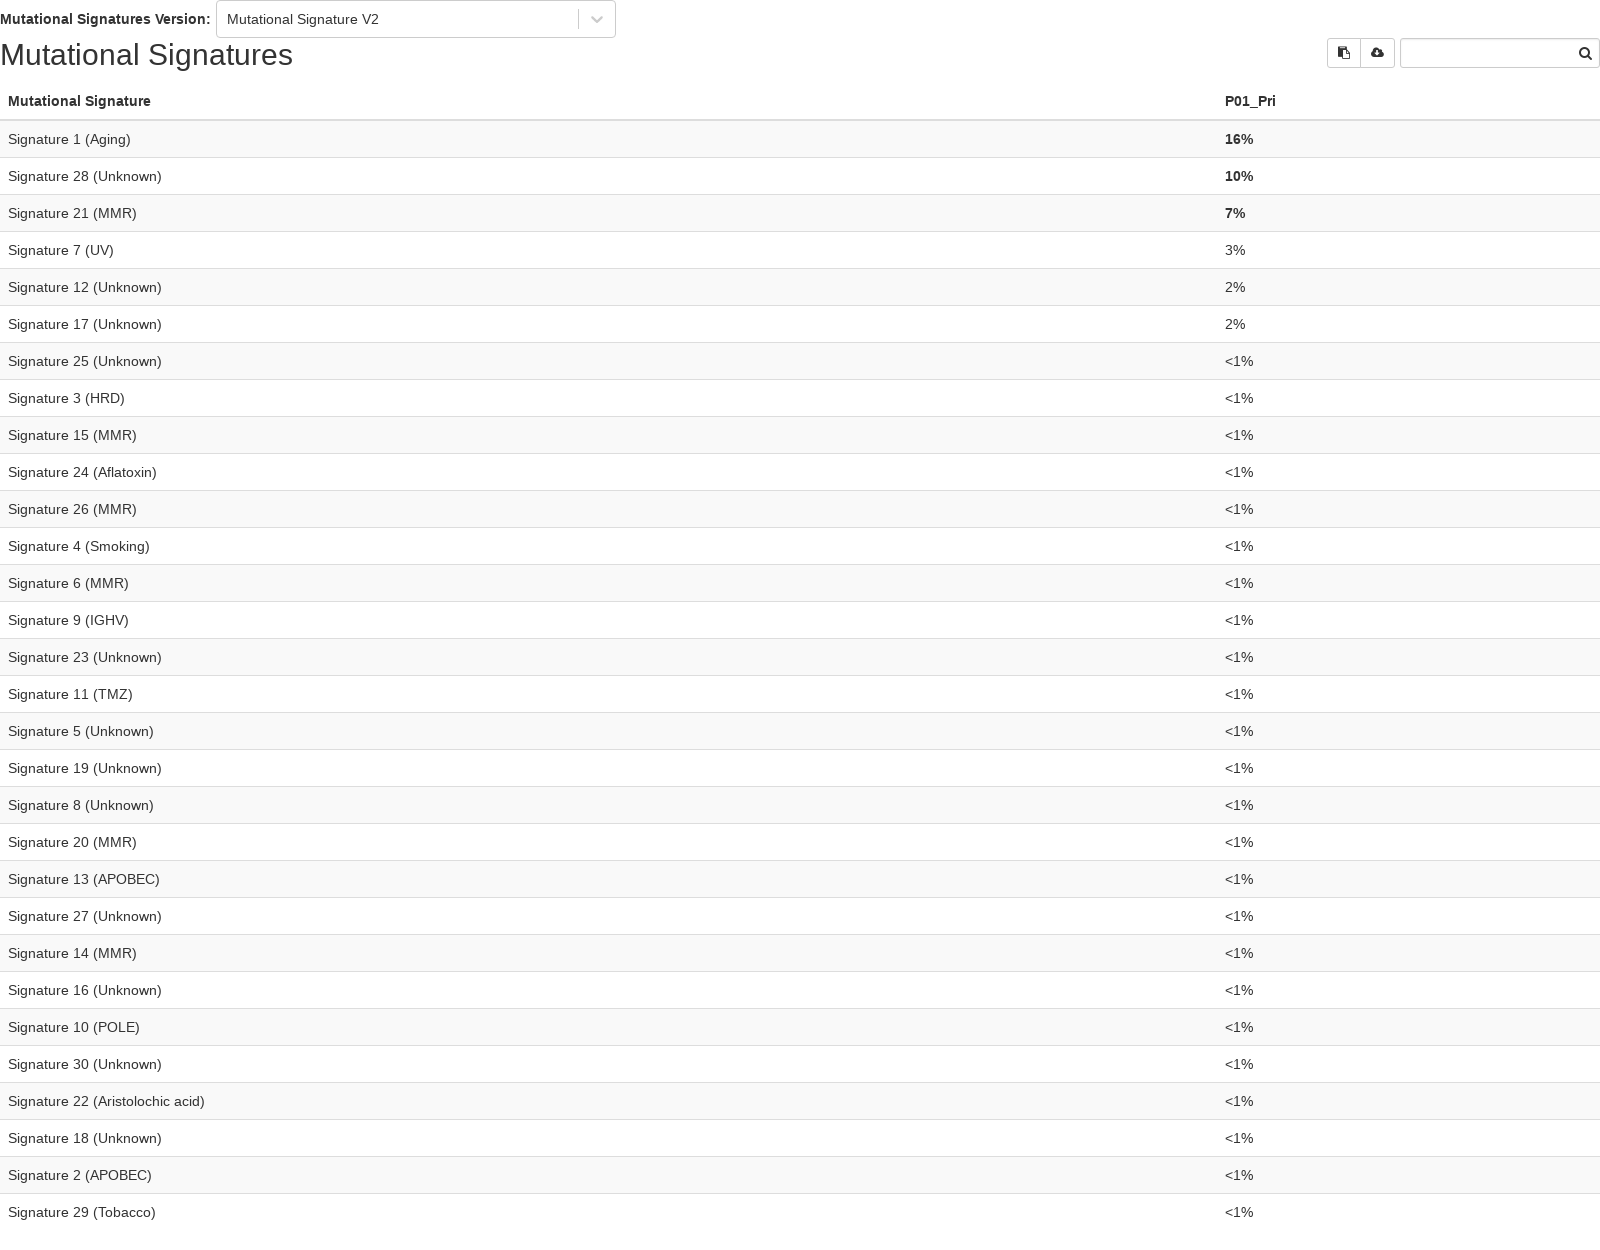 Mutational Signatures Version: Mutational Signature V2
Mutational Signatures
Mutational Signature P01_Pri
Signature 1 (Aging) 16%
Signature 28 (Unknown) 10%
Signature 21 (MMR) 7%
Signature 7 (UV) 3%
Signature 12 (Unknown) 2%
Signature 17 (Unknown) 2%
Signature 25 (Unknown) <1%
Signature 3 (HRD) <1%
Signature 15 (MMR) <1%
Signature 24 (Aflatoxin) <1%
Signature 26 (MMR) <1%
Signature 4 (Smoking) <1%
Signature 6 (MMR) <1%
Signature 9 (IGHV) <1%
Signature 23 (Unknown) <1%
Signature 11 (TMZ) <1%
Signature 5 (Unknown) <1%
Signature 19 (Unknown) <1%
Signature 8 (Unknown) <1%
Signature 20 (MMR) <1%
Signature 13 (APOBEC) <1%
Signature 27 (Unknown) <1%
Signature 14 (MMR) <1%
Signature 16 (Unknown) <1%
Signature 10 (POLE) <1%
Signature 30 (Unknown) <1%
Signature 22 (Aristolochic acid) <1%
Signature 18 (Unknown) <1%
Signature 2 (APOBEC) <1%
Signature 29 (Tobacco) <1%